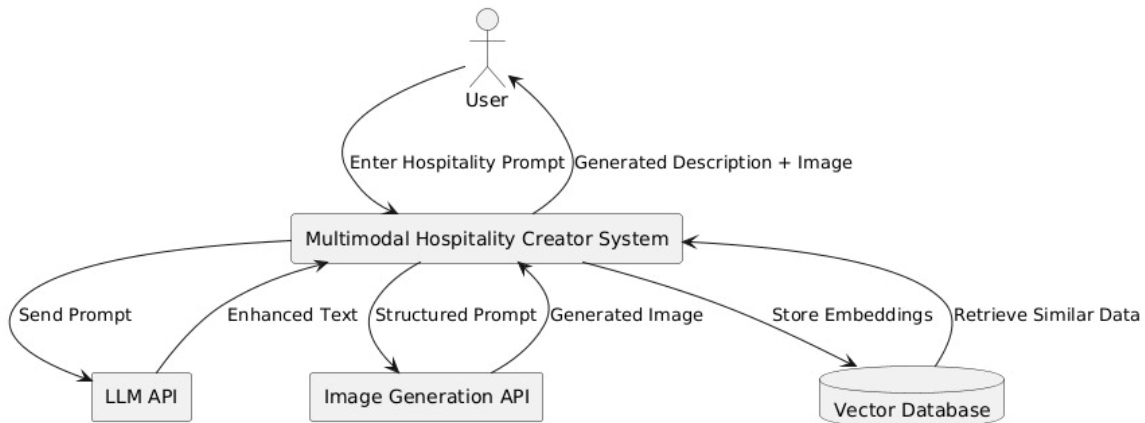 User
Enter Hospitality Prompt
Generated Description + Image
Multimodal Hospitality Creator System
Send Prompt
Enhanced Text
Structured Prompt
Generated Image
Store Embeddings
Retrieve Similar Data
LLM API
Image Generation API
Vector Database